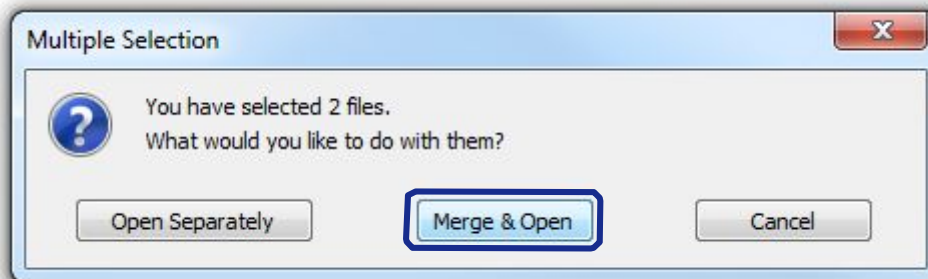 Multiple Selection
You have selected 2 files.
What would you like to do with them?
Open Separately
Merge & Open
Cancel